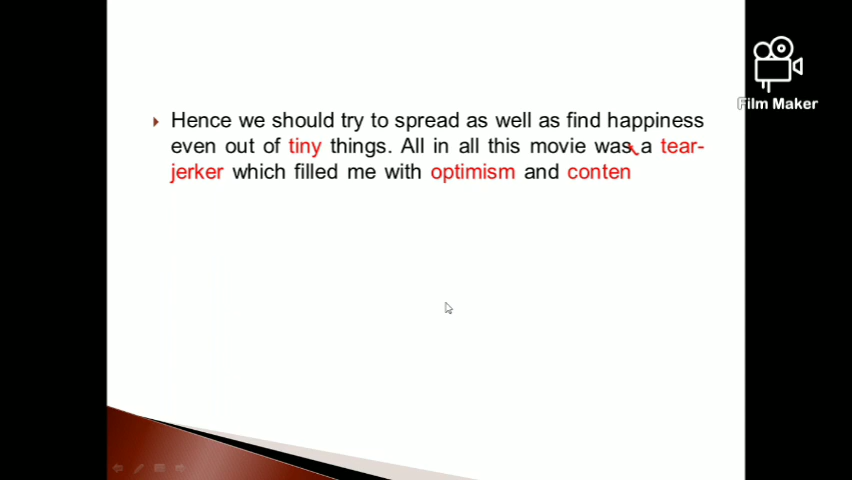 Hence we should try to spread as well as find happiness
even out of tiny things. All in all this movie was a tear-
jerker which filled me with optimism and conten
Film Maker